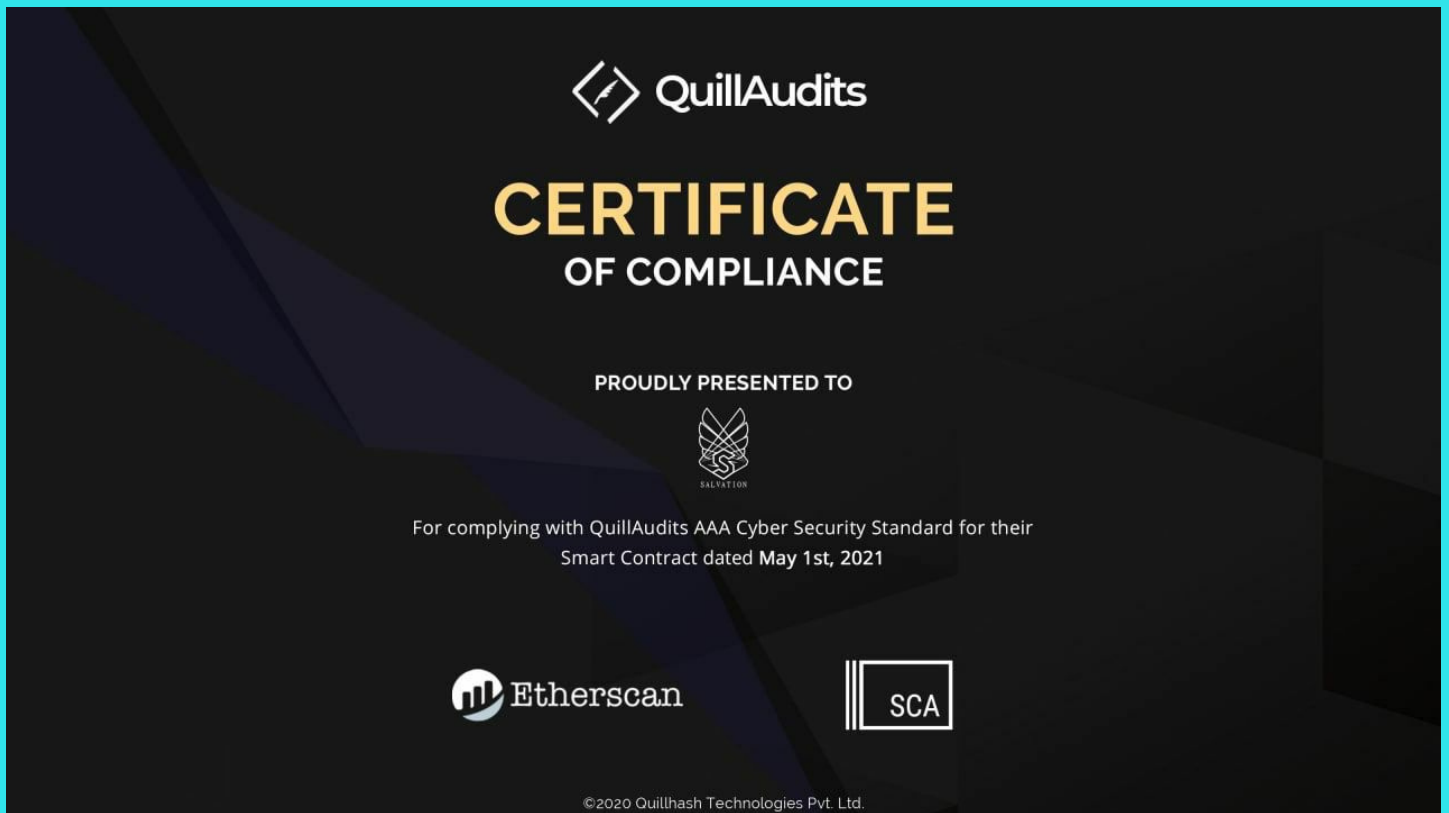 QuillAudits
CERTIFICATE
OF COMPLIANCE
PROUDLY PRESENTED TO
S
SALVATION
For complying with QuillAudits AAA Cyber Security Standard for their
Smart Contract dated May 1st, 2021
Etherscan
SCA
©2020 Quillhash Technologies Pvt. Ltd.